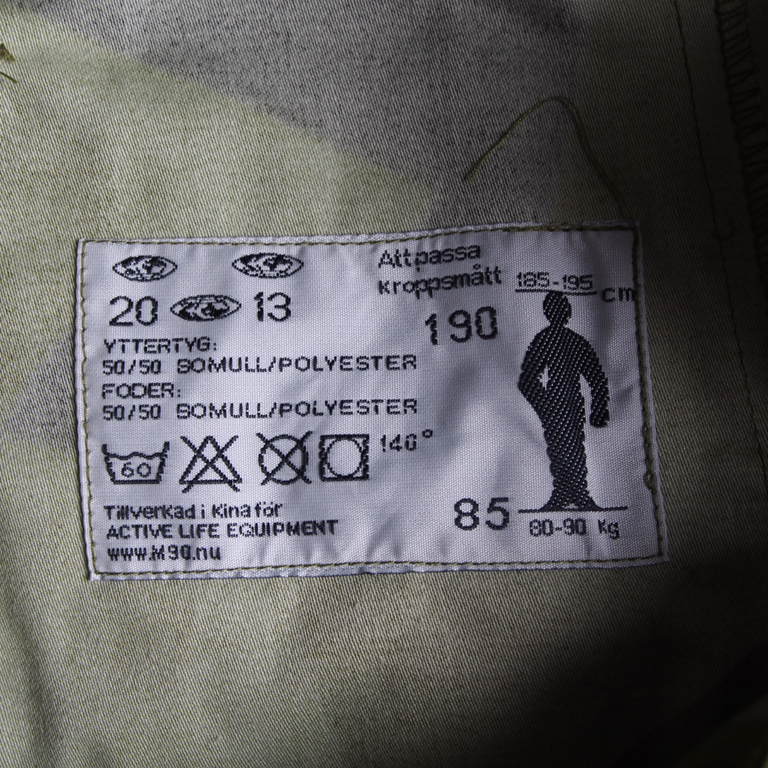 20 13
YTTERTYG:
50/50 BOMULL/POLYESTER
FODER:
50/50 BOMULL/POLYESTER
60
140°
Tillverkad i Kina för
ACTIVE LIFE EQUIPMENT
www.M90.nu
Att passa
kroppsmått
185-195 cm
190
85
80-90 Kg